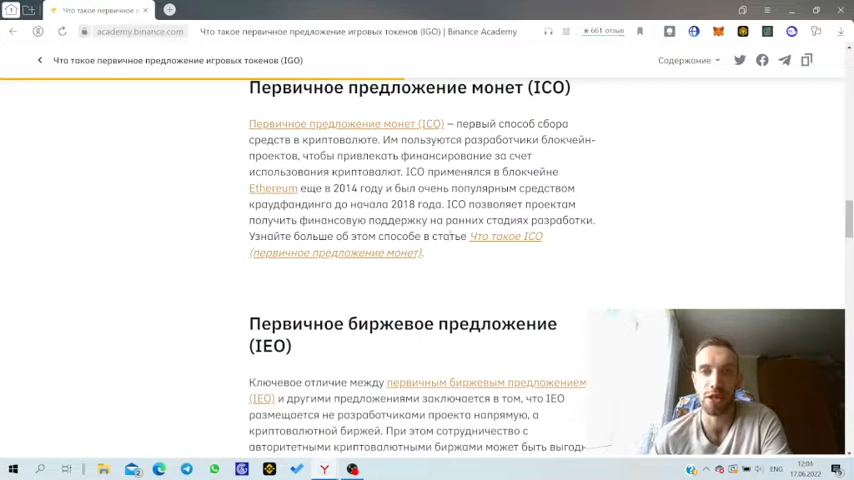 Что такое первичное п
academy.binance.com
Что такое первичное предложение игровых токенов (IGO) | Binance Academy
★ 661 отзыв
Что такое первичное предложение игровых токенов (IGO)
Содержание
Первичное предложение монет (ICO)
Первичное предложение монет (ICO) – первый способ сбора
средств в криптовалюте. Им пользуются разработчики блокчейн-
проектов, чтобы привлекать финансирование за счет
использования криптовалют. ICO применялся в блокчейне
Ethereum еще в 2014 году и был очень популярным средством
краудфандинга до начала 2018 года. ICO позволяет проектам
получить финансовую поддержку на ранних стадиях разработки.
Узнайте больше об этом способе в статье Что такое ICO
(первичное предложение монет).
Первичное биржевое предложение
(IEO)
Ключевое отличие между первичным биржевым предложением
(IEO) и другими предложениями заключается в том, что IEO
размещается не разработчиками проекта напрямую, а
криптовалютной биржей. При этом сотрудничество с
авторитетными криптовалютными биржами может быть выгодн
ENG
17.06.2022